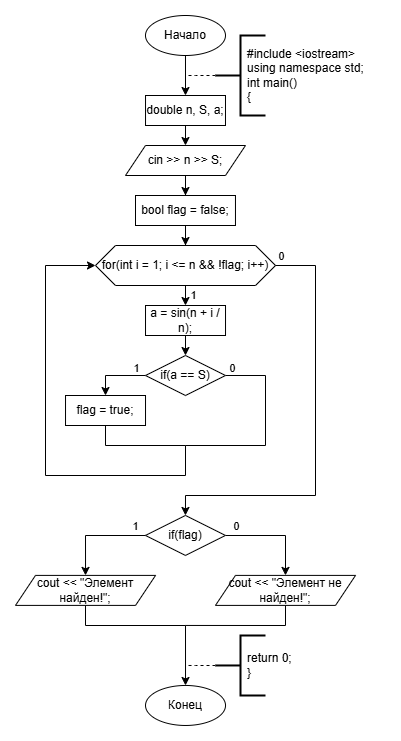 Начало
#include <iostream>
using namespace std;
int main()
{
double n, S, a;
cin >> n >> S;
bool flag = false;
for(int i = 1; i <= n && !flag; i++)
0
1
a = sin(n + i /
n);
1
if(a == S)
0
flag = true;
1
if(flag)
0
cout << "Элемент
найден!";
cout << "Элемент не
найден!";
return 0;
}
Конец